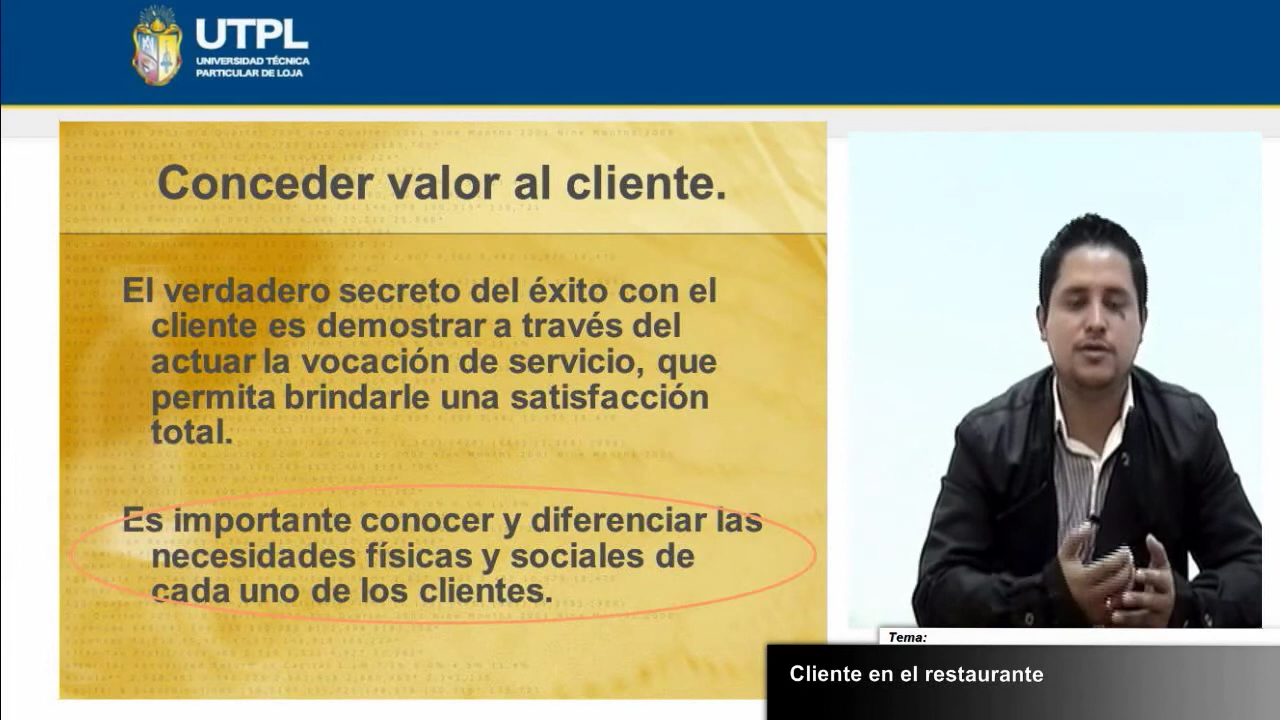 UTPL
UNIVERSIDAD TÉCNICA
PARTICULAR DE LOJA
Conceder valor al cliente.
El verdadero secreto del éxito con el
cliente es demostrar a través del
actuar la vocación de servicio, que
permita brindarle una satisfacción
total.
Es importante conocer y diferenciar las
necesidades físicas y sociales de
cada uno de los clientes.
Tema:
Cliente en el restaurante